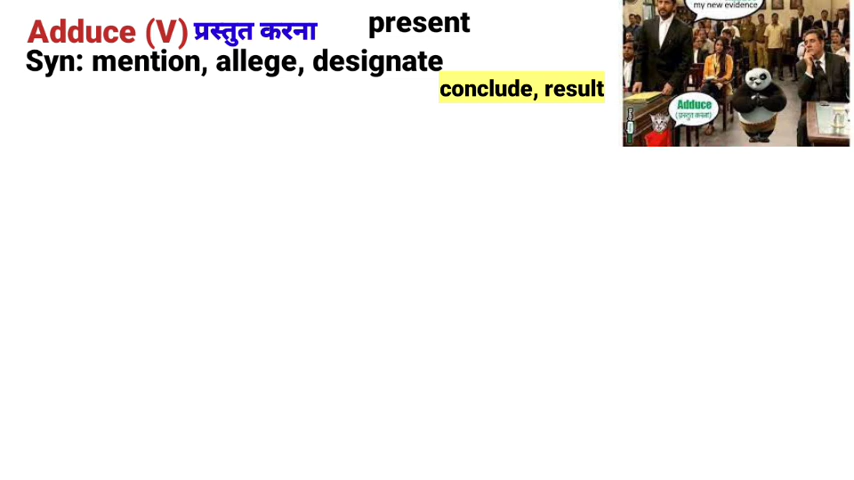 Adduce (V) प्रस्तुत करना present
Syn: mention, allege, designate
conclude, result
my new evidence
Adduce
(प्रस्तुत करना)